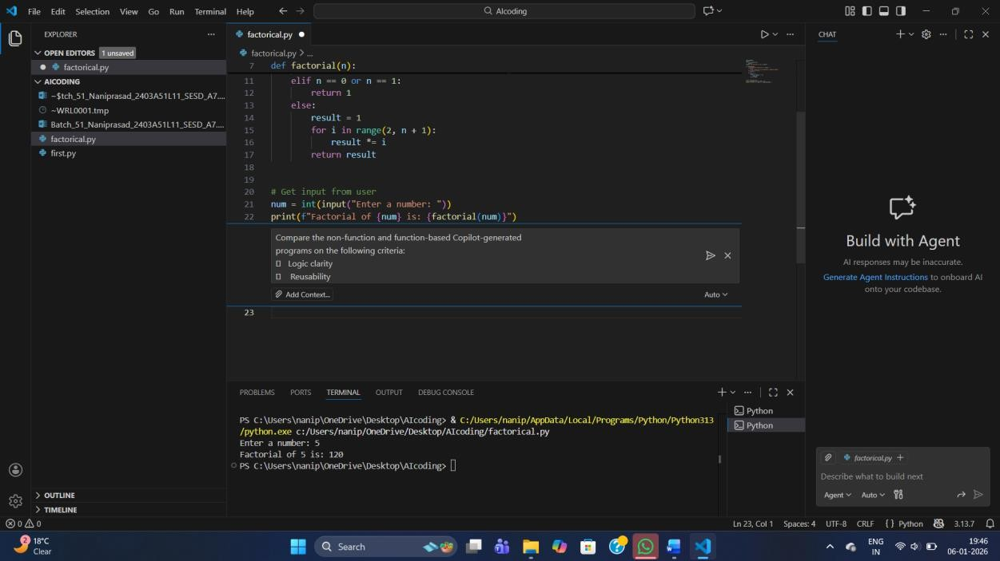 File Edit Selection View Go Run Terminal Help
AIcoding
EXPLORER
OPEN EDITORS 1 unsaved
factorical.py
AICODING
~$tch_51_Naniprasad_2403A51L11_SESD_A7....
~WRL0001.tmp
Batch_51_Naniprasad_2403A51L11_SESD_A7....
factorical.py
first.py
OUTLINE
TIMELINE
factorical.py
factorical.py > ...
7 def factorial(n):
11 elif n == 0 or n == 1:
12 return 1
13 else:
14 result = 1
15 for i in range(2, n + 1):
16 result *= i
17 return result
18
19
20 # Get input from user
21 num = int(input("Enter a number: "))
22 print(f"Factorial of {num} is: {factorial(num)}")
Compare the non-function and function-based Copilot-generated
programs on the following criteria:
Logic clarity
Reusability
Add Context...
Auto
23
PROBLEMS PORTS TERMINAL OUTPUT DEBUG CONSOLE
PS C:\Users\nanip\OneDrive\Desktop\AIcoding> & C:/Users/nanip/AppData/Local/Programs/Python/Python313
/python.exe c:/Users/nanip/OneDrive/Desktop/AIcoding/factorical.py
Enter a number: 5
Factorial of 5 is: 120
PS C:\Users\nanip\OneDrive\Desktop\AIcoding>
Python
Python
CHAT
Build with Agent
AI responses may be inaccurate.
Generate Agent Instructions to onboard AI
onto your codebase.
factorical.py
Describe what to build next
Agent Auto
0 0
Ln 23, Col 1 Spaces: 4 UTF-8 CRLF { } Python 3.13.7
2
18°C
Clear
Search
ENG
IN
19:46
06-01-2026